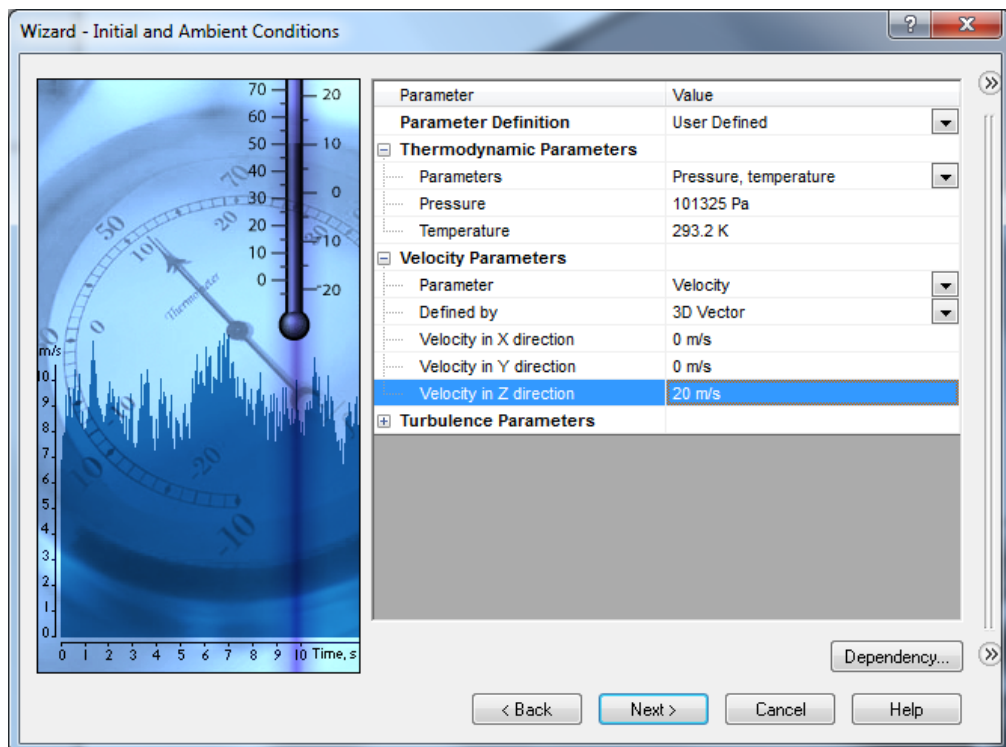 Wizard - Initial and Ambient Conditions
?
X
Parameter Value
Parameter Definition User Defined
Thermodynamic Parameters
Parameters Pressure, temperature
Pressure 101325 Pa
Temperature 293.2 K
Velocity Parameters
Parameter Velocity
Defined by 3D Vector
Velocity in X direction 0 m/s
Velocity in Y direction 0 m/s
Velocity in Z direction 20 m/s
Turbulence Parameters
70 20
60
50 10
40
30 0
20
10 -10
0 -20
Thermometer
m/s
10
9
8
7
6
5
4
3
2
1
0
0 1 2 3 4 5 6 7 8 9 10 Time, s
Dependency...
< Back Next > Cancel Help